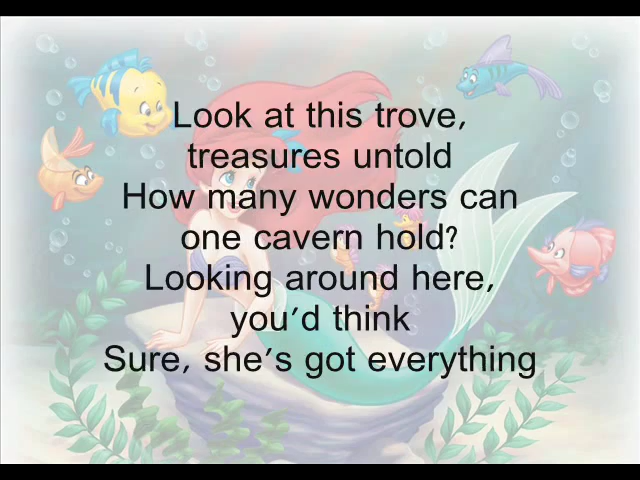 Look at this trove,
treasures untold
How many wonders can
one cavern hold?
Looking around here,
you’d think
Sure, she’s got everything